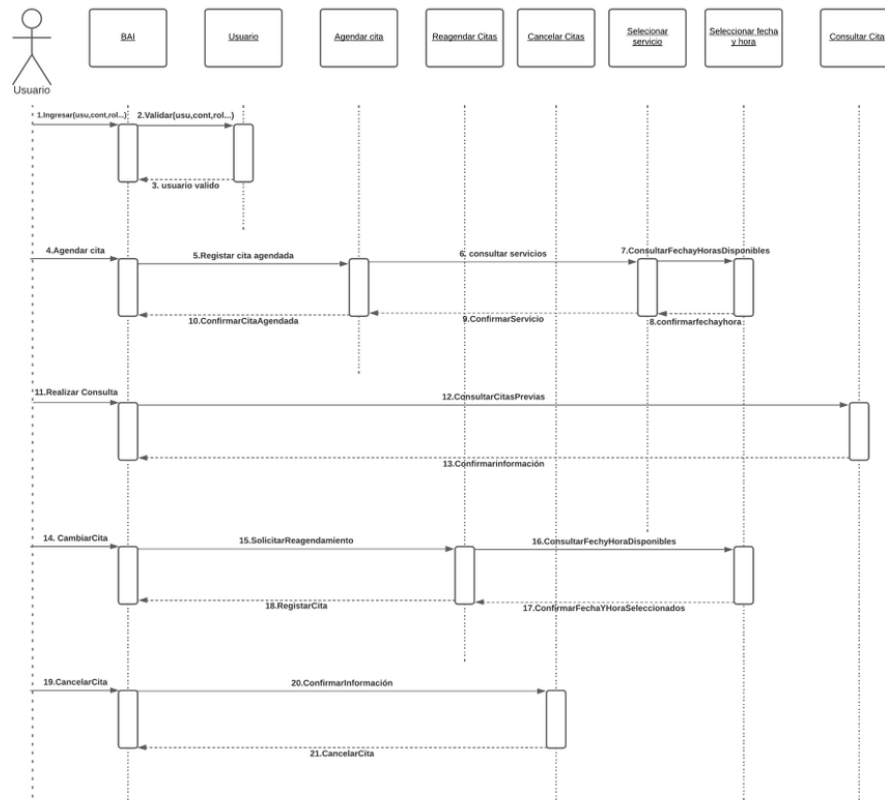 BAI
Usuario
Agendar cita
Reagendar Citas
Cancelar Citas
Selecionar
servicio
Seleccionar fecha
y hora
Consultar Cita
Usuario
1.Ingresar(usu,cont,rol...)
2.Validar(usu,cont,rol...)
3. usuario valido
4.Agendar cita
5.Registar cita agendada
6. consultar servicios
7.ConsultarFechayHorasDisponibles
8.confirmarfechayhora
9.ConfirmarServicio
10.ConfirmarCitaAgendada
11.Realizar Consulta
12.ConsultarCitasPrevias
13.Confirmarinformación
14. CambiarCita
15.SolicitarReagendamiento
16.ConsultarFechyHoraDisponibles
17.ConfirmarFechaYHoraSeleccionados
18.RegistarCita
19.CancelarCita
20.ConfirmarInformación
21.CancelarCita